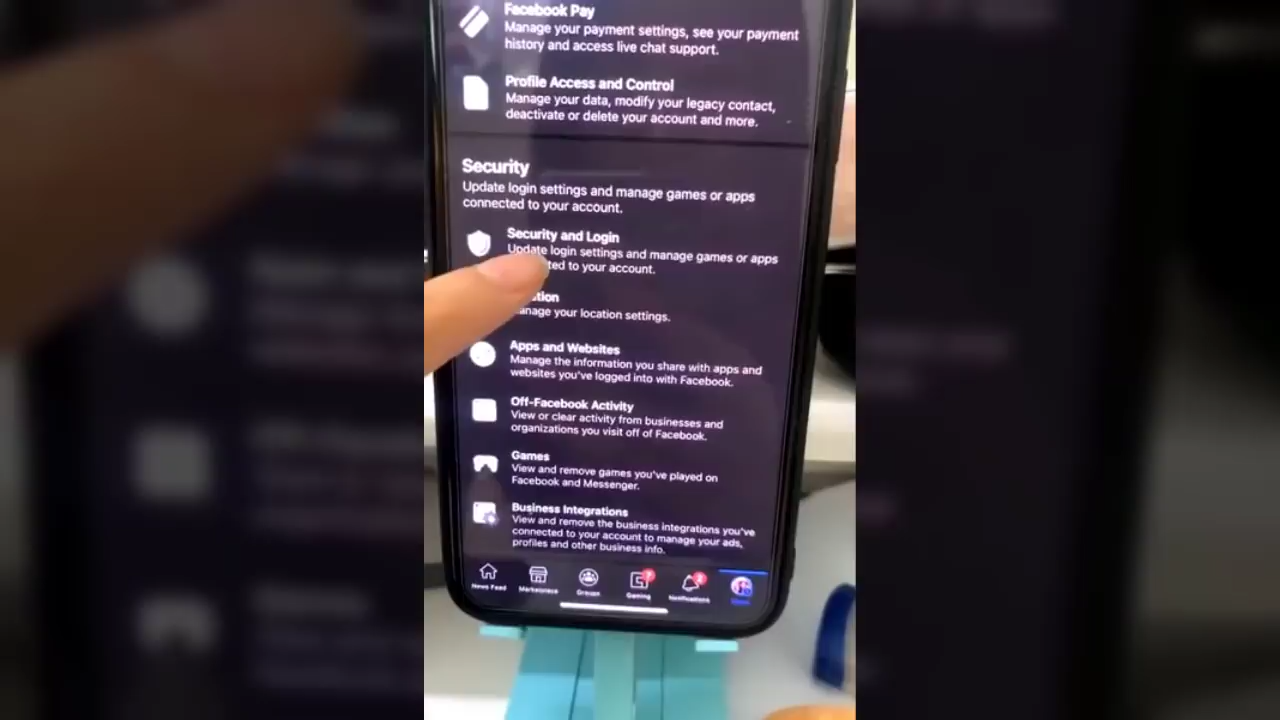 Facebook Pay
Manage your payment settings, see your payment
history and access live chat support.
Profile Access and Control
Manage your data, modify your legacy contact,
deactivate or delete your account and more.
Security
Update login settings and manage games or apps
connected to your account.
Security and Login
Update login settings and manage games or apps
ted to your account.
tion
anage your location settings.
Apps and Websites
Manage the information you share with apps and
websites you've logged into with Facebook.
Off-Facebook Activity
View or clear activity from businesses and
organizations you visit off of Facebook.
Games
View and remove games you've played on
Facebook and Messenger.
Business Integrations
View and remove the business integrations you've
connected to your account to manage your ads,
profiles and other business info.
News Feed Marketplace Groups Gaming Notifications